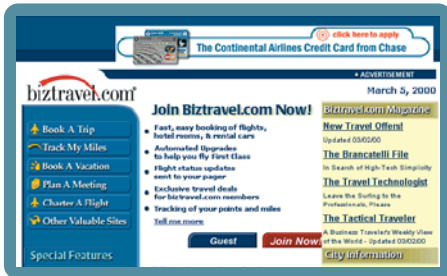 click here to apply
The Continental Airlines Credit Card from Chase
ADVERTISEMENT
biztravel.com
March 5, 2000
Book A Trip
Track My Miles
Book A Vacation
Plan A Meeting
Charter A Flight
Other Valuable Sites
Special Features
Join Biztravel.com Now!
Fast, easy booking of flights,
hotel rooms, & rental cars
Automated Upgrades
to help you fly First Class
Flight status updates
sent to your pager
Exclusive travel deals
for biztravel.com members
Tracking of your points and miles
Tell me more
Guest
Join Now!
Biztravel.com Magazine
New Travel Offers!
Updated 03/02/00
The Brancatelli File
In Search of High-Tech Simplicity
The Travel Technologist
Leave the Surfing to the
Professionals, Please
The Tactical Traveler
A Business Traveler's Weekly View
of the World - Updated 03/02/00
City Information